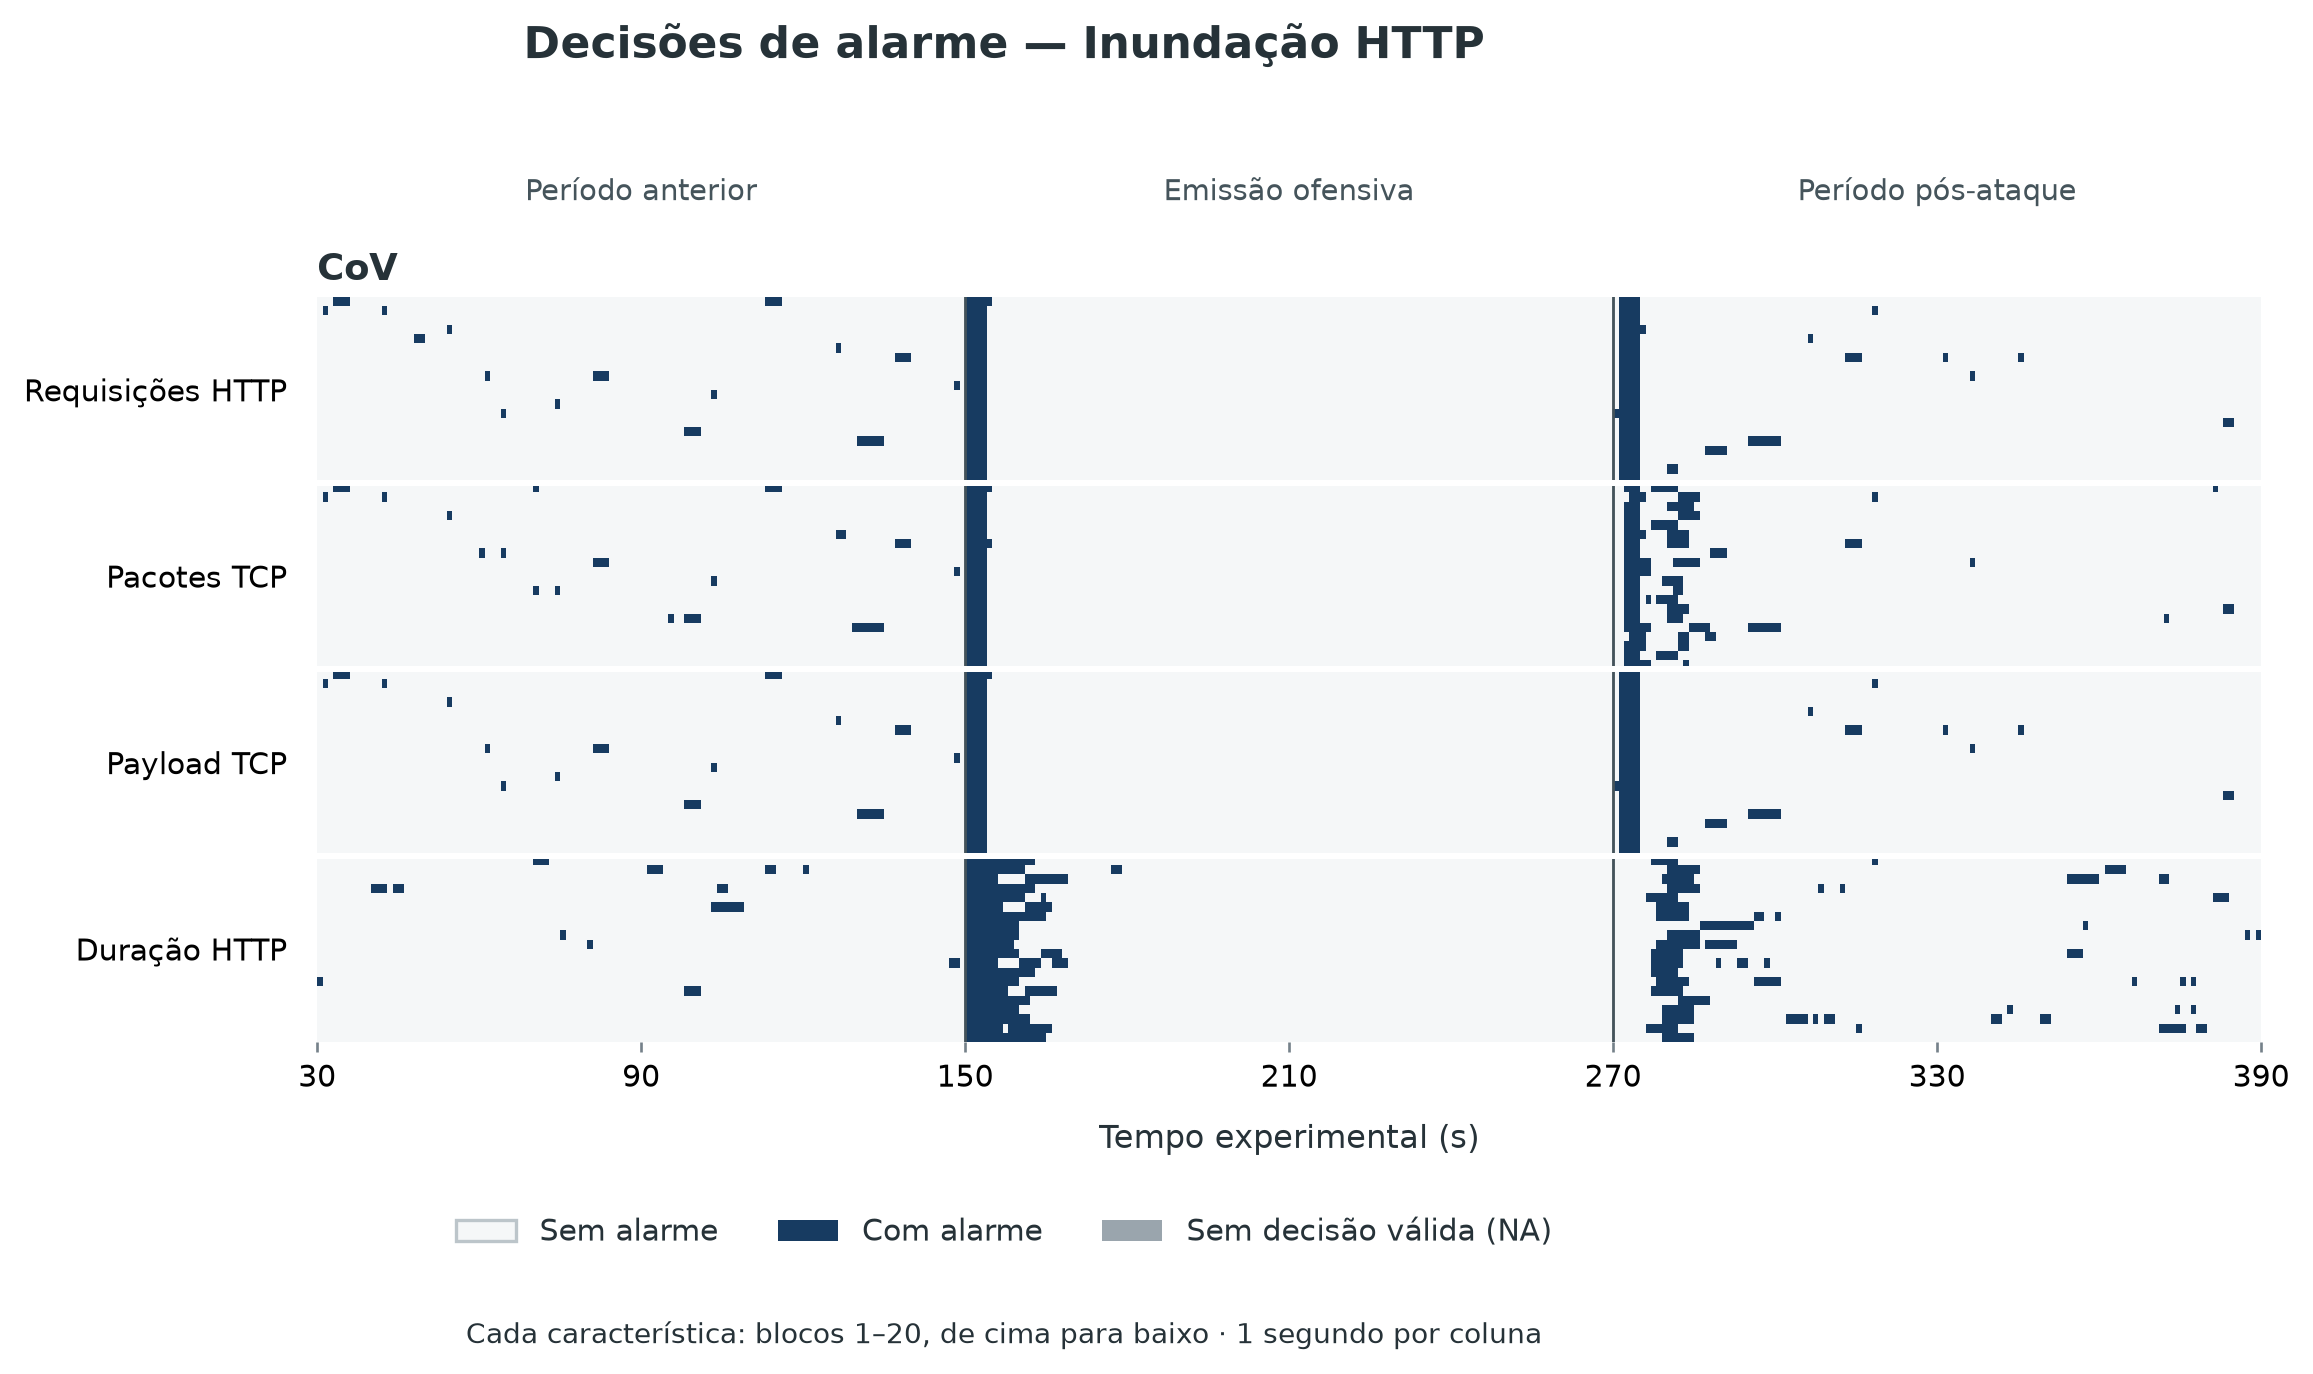 Decisões de alarme — Inundação HTTP
Período anterior
Emissão ofensiva
Período pós-ataque
CoV
Requisições HTTP
Pacotes TCP
Payload TCP
Duração HTTP
30 90 150 210 270 330 390
Tempo experimental (s)
Sem alarme Com alarme Sem decisão válida (NA)
Cada característica: blocos 1–20, de cima para baixo · 1 segundo por coluna